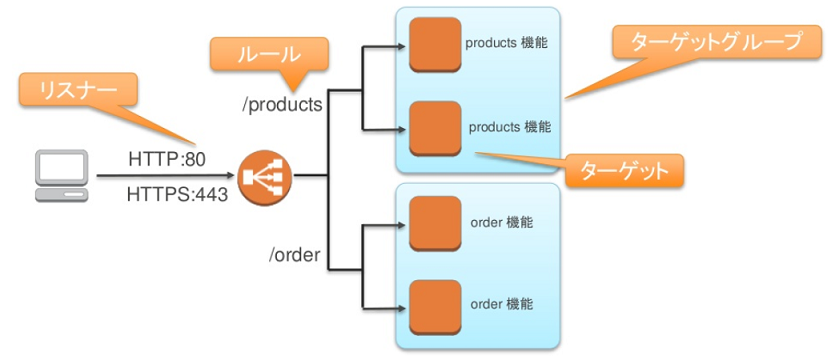 リスナー
ルール
ターゲットグループ
ターゲット
HTTP:80
HTTPS:443
/products
/order
products 機能
products 機能
order 機能
order 機能